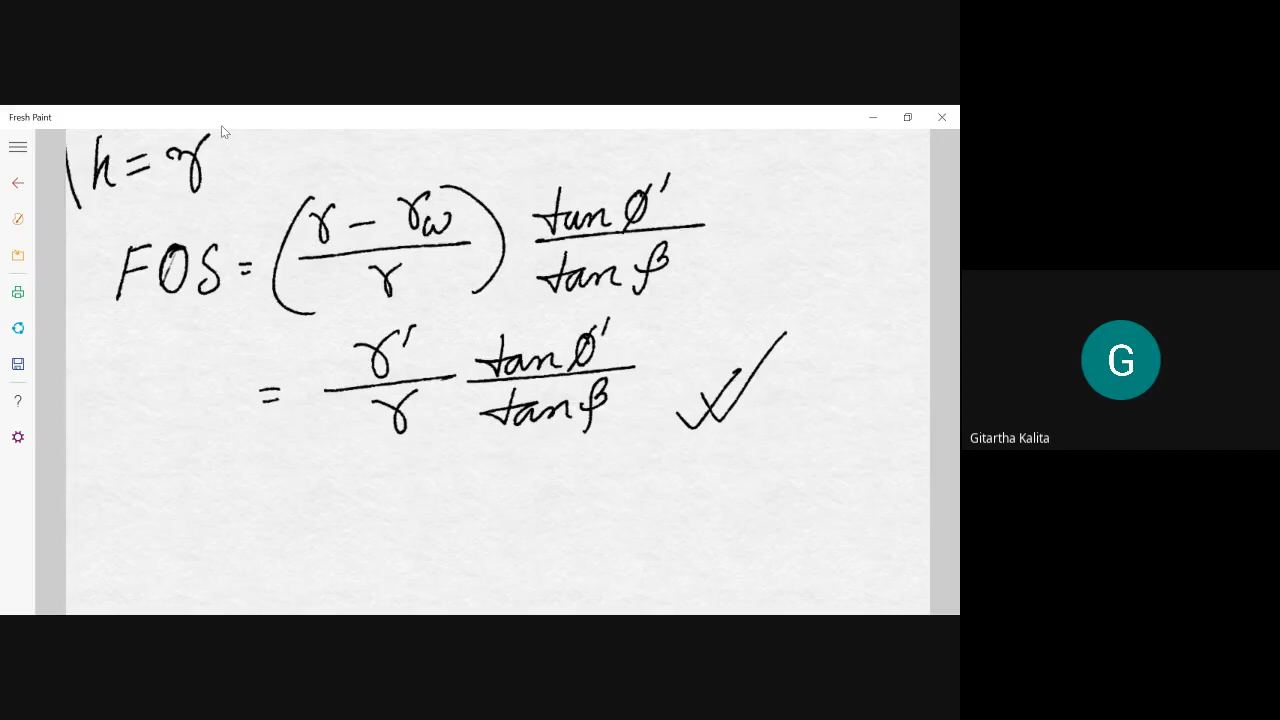 Fresh Paint
h = γ
FOS = ( (γ - γw) / γ ) tan ø' / tan β
= γ' / γ tan ø' / tan β
?
G
Gitartha Kalita